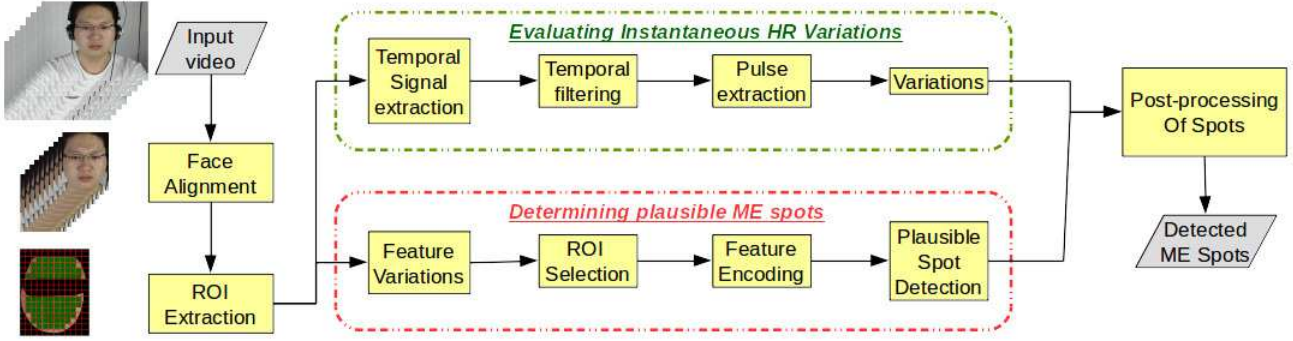 Input
video
Face
Alignment
ROI
Extraction
Evaluating Instantaneous HR Variations
Temporal
Signal
extraction
Temporal
filtering
Pulse
extraction
Variations
Determining plausible ME spots
Feature
Variations
ROI
Selection
Feature
Encoding
Plausible
Spot
Detection
Post-processing
Of Spots
Detected
ME Spots